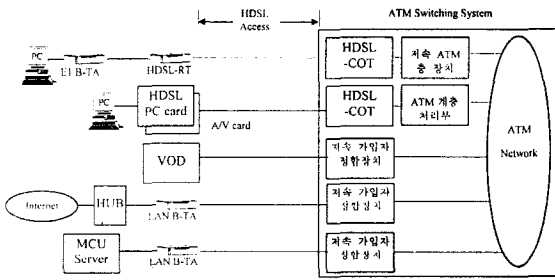 HDSL
Access
ATM Switching System
PC
E1 B-TA
HDSL-RT
HDSL
-COT
저속 ATM
층 장치
PC
HDSL
PC card
A/V card
HDSL
-COT
ATM 계층
처리부
VOD
저속 가입자
정합장치
ATM
Network
Internet
HUB
LAN B-TA
저속 가입자
정합장치
MCU
Server
LAN B-TA
저속 가입자
정합장치